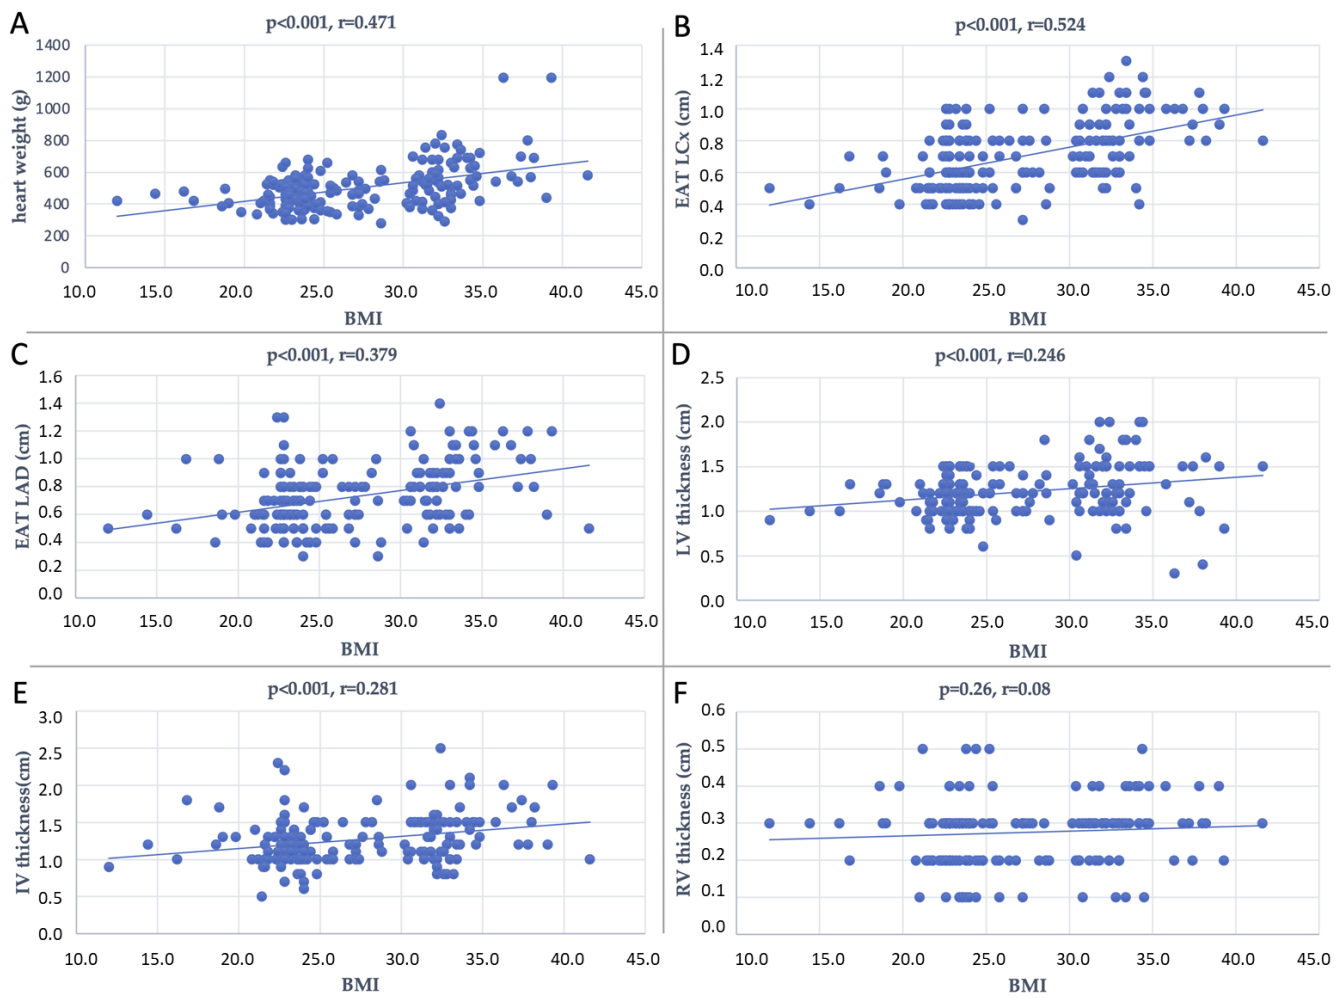 A
p<0.001, r=0.471
heart weight (g)
1400
1200
1000
800
600
400
200
0
10.0 15.0 20.0 25.0 30.0 35.0 40.0 45.0
BMI
B
p<0.001, r=0.524
EAT LCx (cm)
1.4
1.2
1.0
0.8
0.6
0.4
0.2
0.0
10.0 15.0 20.0 25.0 30.0 35.0 40.0 45.0
BMI
C
p<0.001, r=0.379
EAT LAD (cm)
1.6
1.4
1.2
1.0
0.8
0.6
0.4
0.2
0.0
10.0 15.0 20.0 25.0 30.0 35.0 40.0 45.0
BMI
D
p<0.001, r=0.246
LV thickness (cm)
2.5
2.0
1.5
1.0
0.5
0.0
10.0 15.0 20.0 25.0 30.0 35.0 40.0 45.0
BMI
E
p<0.001, r=0.281
IV thickness(cm)
3.0
2.5
2.0
1.5
1.0
0.5
0.0
10.0 15.0 20.0 25.0 30.0 35.0 40.0 45.0
BMI
F
p=0.26, r=0.08
RV thickness (cm)
0.6
0.5
0.4
0.3
0.2
0.1
0.0
10.0 15.0 20.0 25.0 30.0 35.0 40.0 45.0
BMI